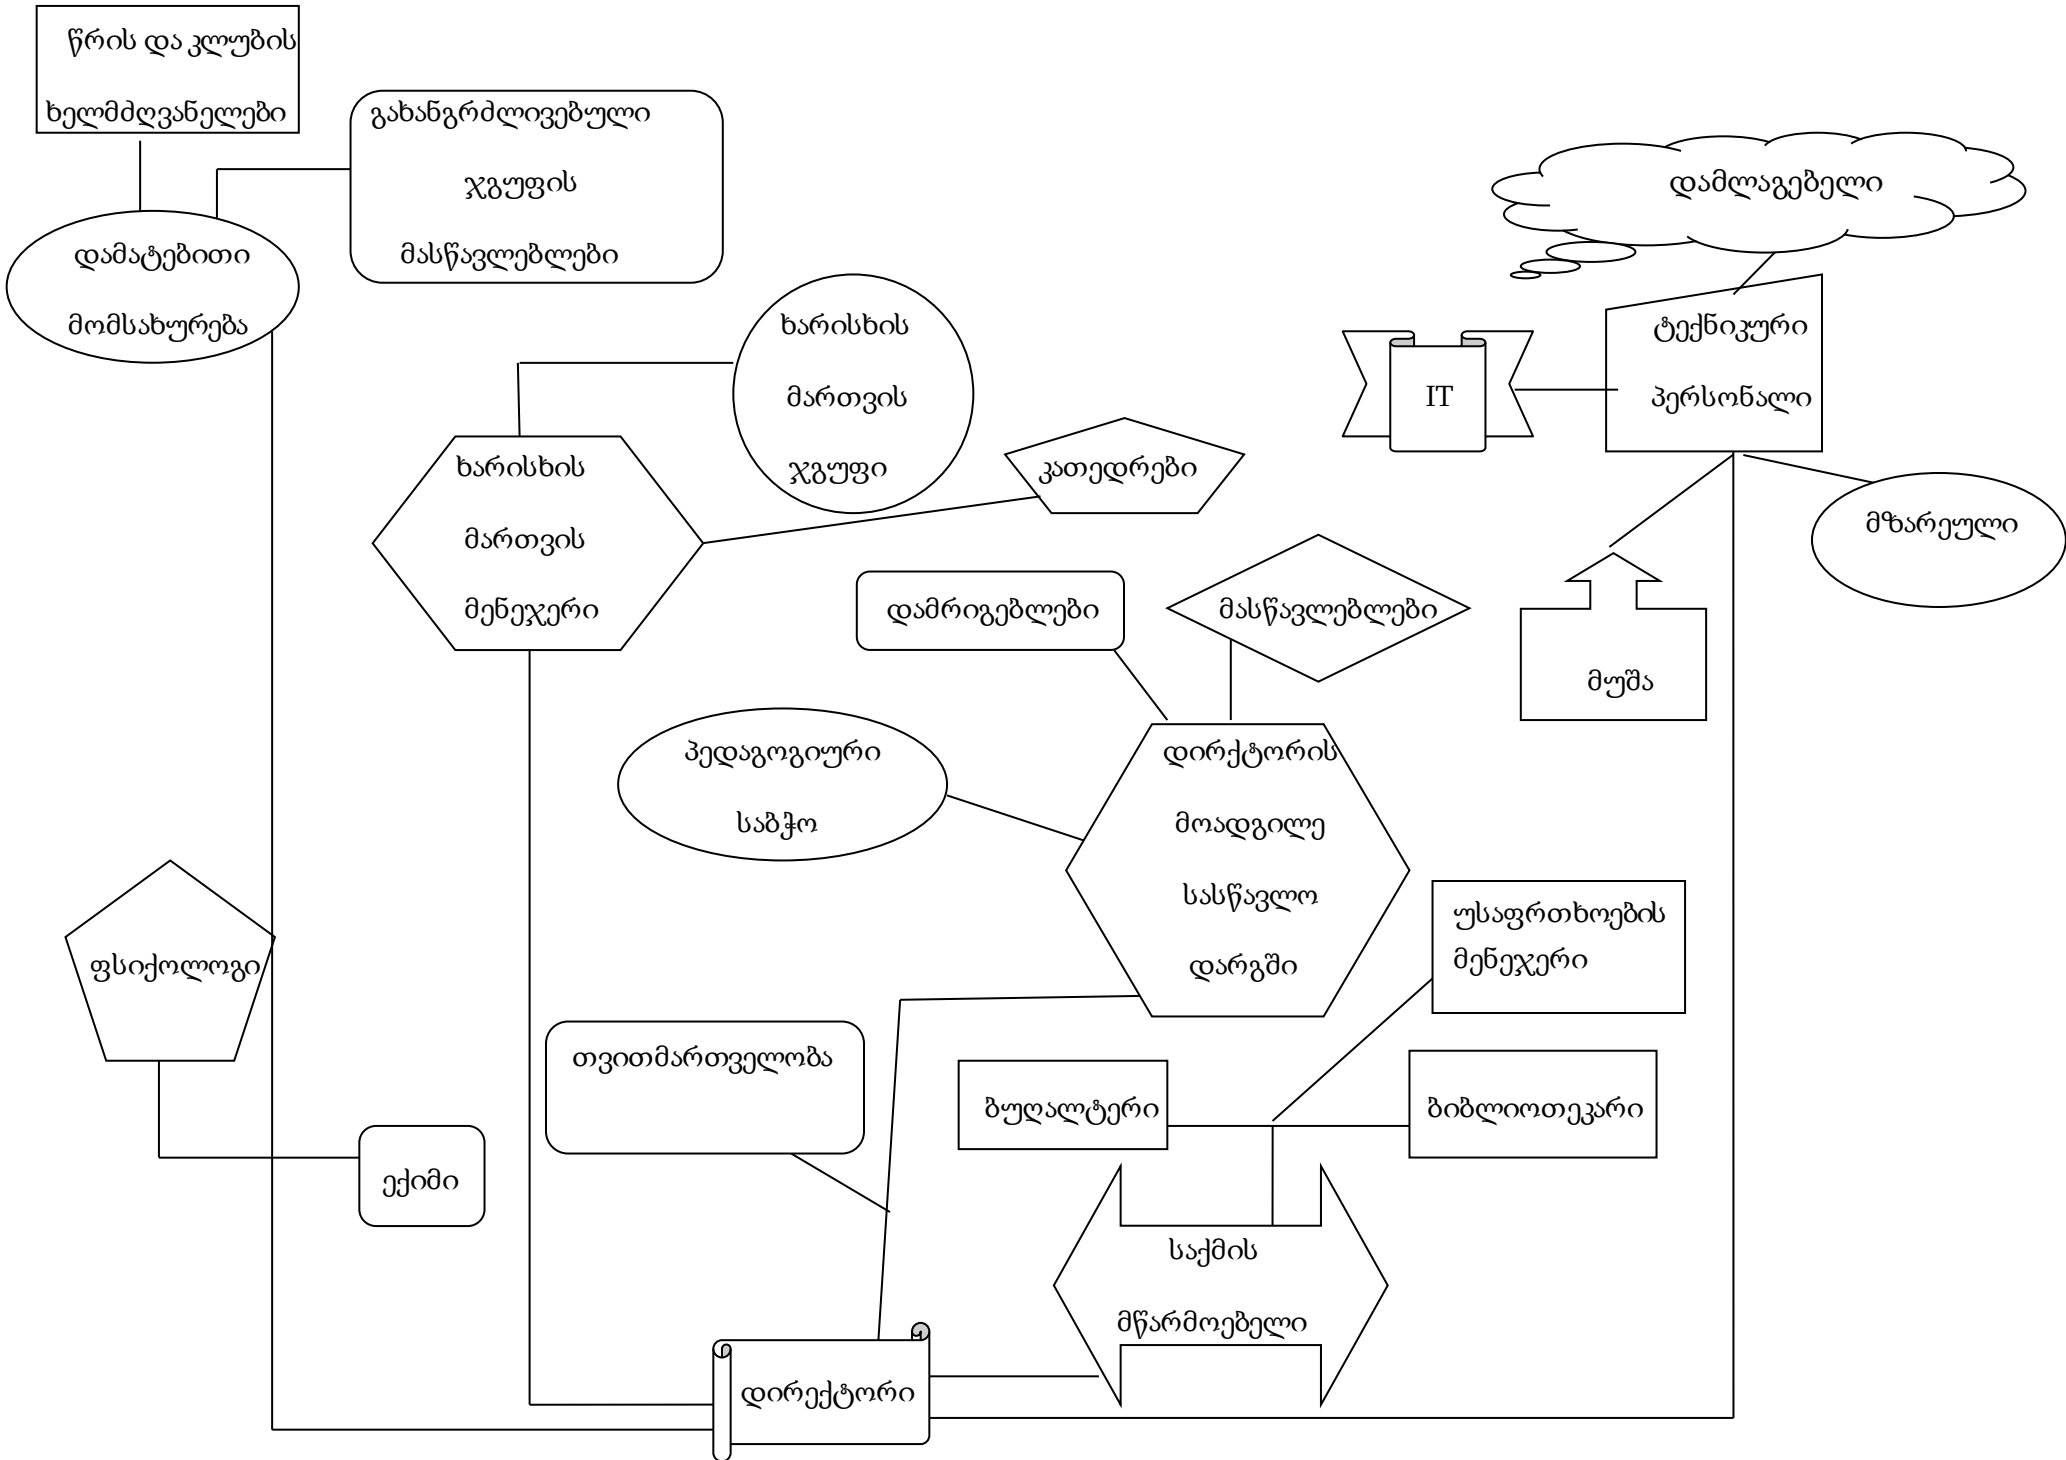 წრის და კლუბის
ხელმძღვანელები
გახანგრძლივებული
ჯგუფის
მასწავლებლები
დამატებითი
მომსახურება
დამლაგებელი
ხარისხის
მართვის
ჯგუფი
ტექნიკური
პერსონალი
IT
კათედრები
ხარისხის
მართვის
მენეჯერი
მზარეული
დამრიგებლები
მასწავლებლები
მუშა
პედაგოგიური
საბჭო
დირქტორის
მოადგილე
სასწავლო
დარგში
უსაფრთხოების
მენეჯერი
ფსიქოლოგი
თვითმართველობა
ბუღალტერი
ბიბლიოთეკარი
ექიმი
საქმის
მწარმოებელი
დირექტორი